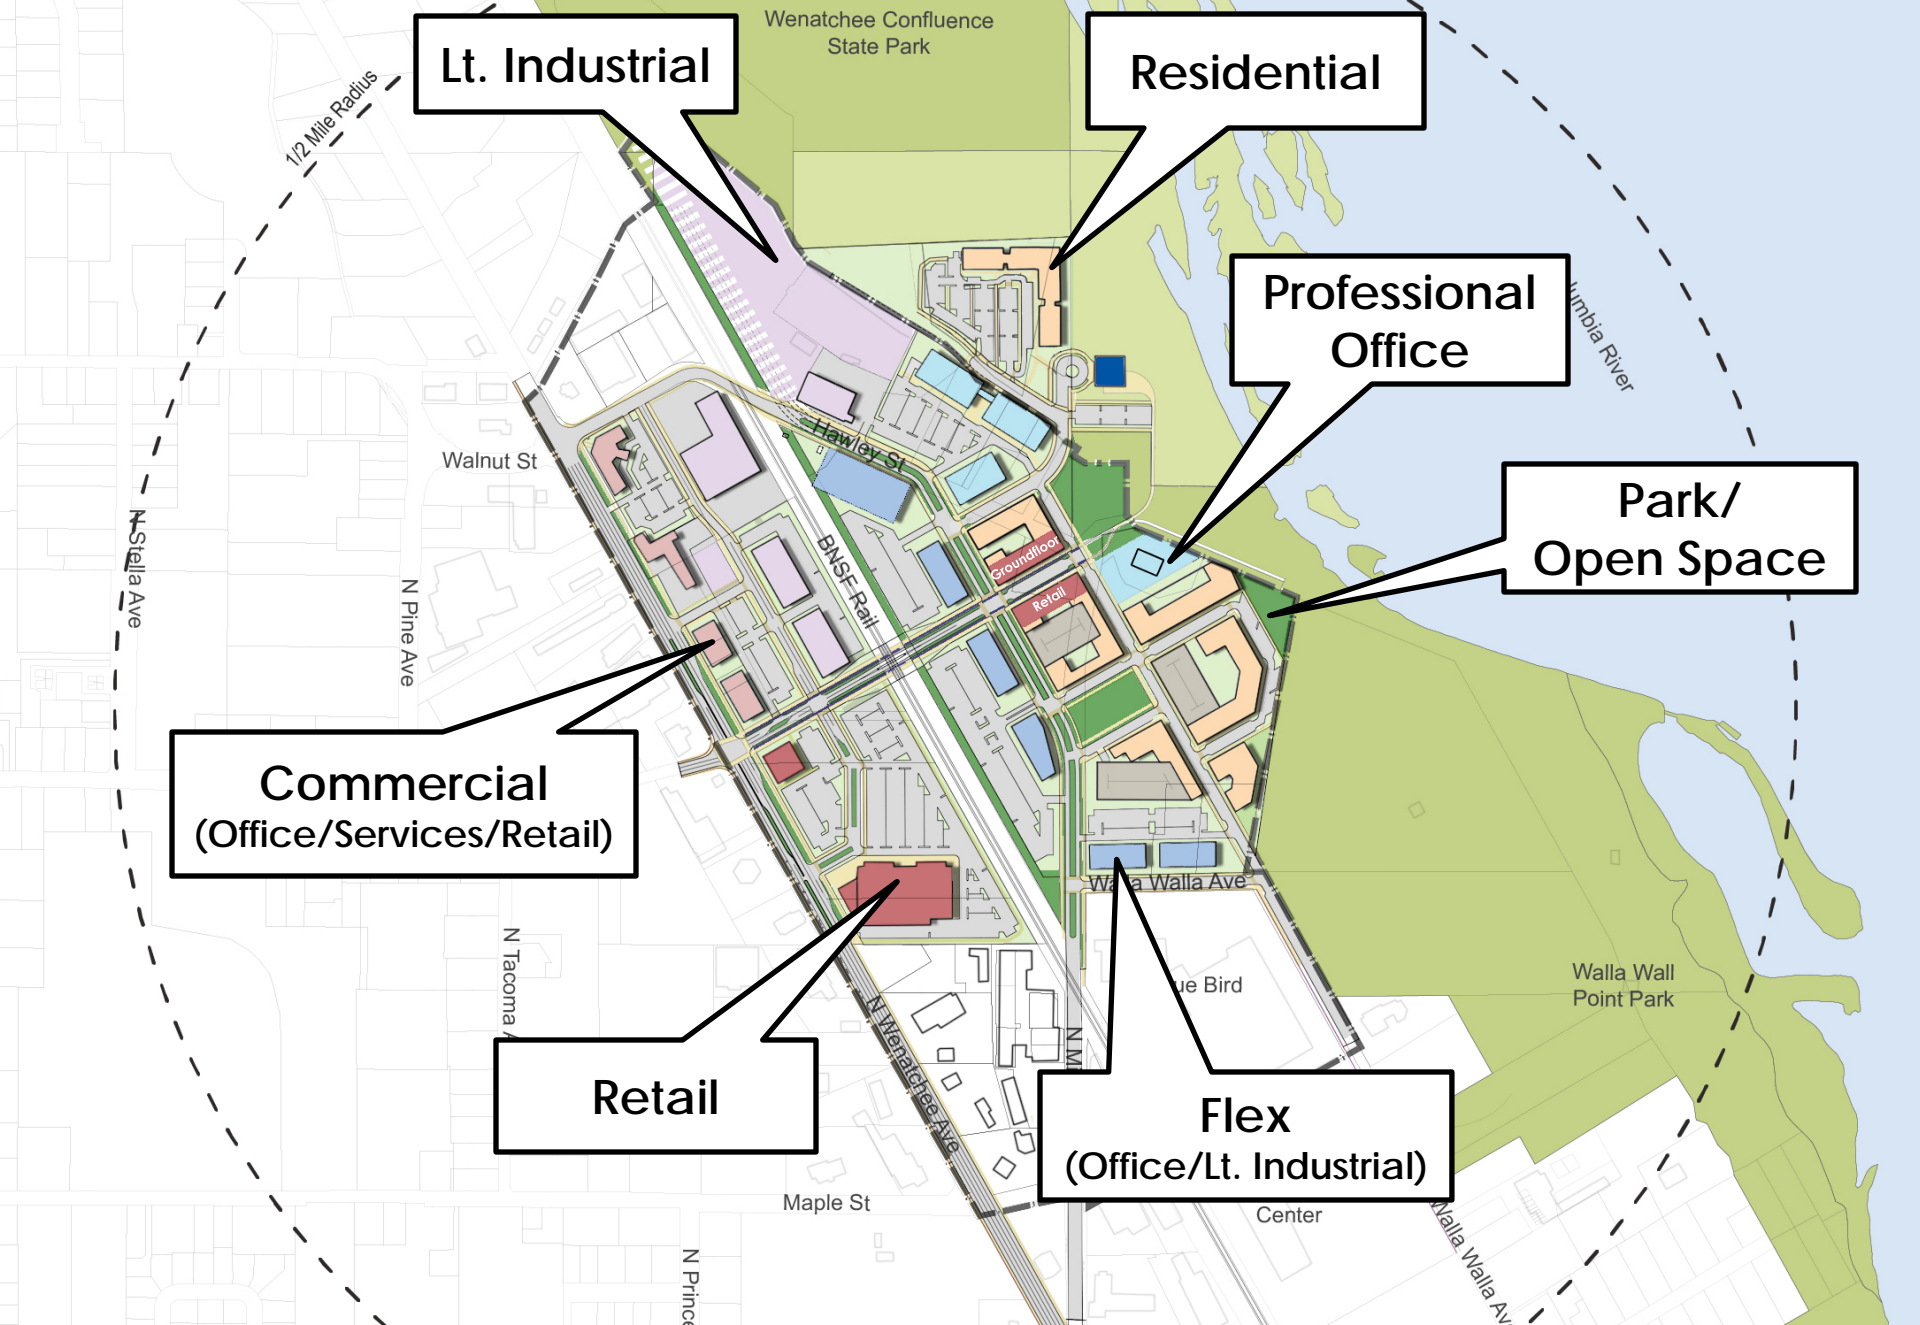 Wenatchee Confluence
State Park
Lt. Industrial
Residential
1/2 Mile Radius
Professional
Office
Park/
Open Space
Walnut St
Hawley St
N Stella Ave
N Pine Ave
BNSF Rail
Groundfloor
Retail
Commercial
(Office/Services/Retail)
Walla Walla Ave
N Tacoma
N Wenatchee Ave
Walla Wall
Point Park
Bird
Retail
Flex
(Office/Lt. Industrial)
Maple St
Center
River
Walla Walla
N